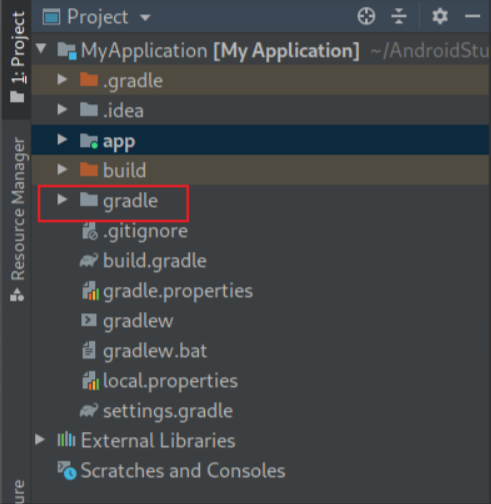 Project
MyApplication [My Application] ~/AndroidStu
.gradle
.idea
app
build
gradle
.gitignore
build.gradle
gradle.properties
gradlew
gradlew.bat
local.properties
settings.gradle
External Libraries
Scratches and Consoles
1: Project
Resource Manager
ure